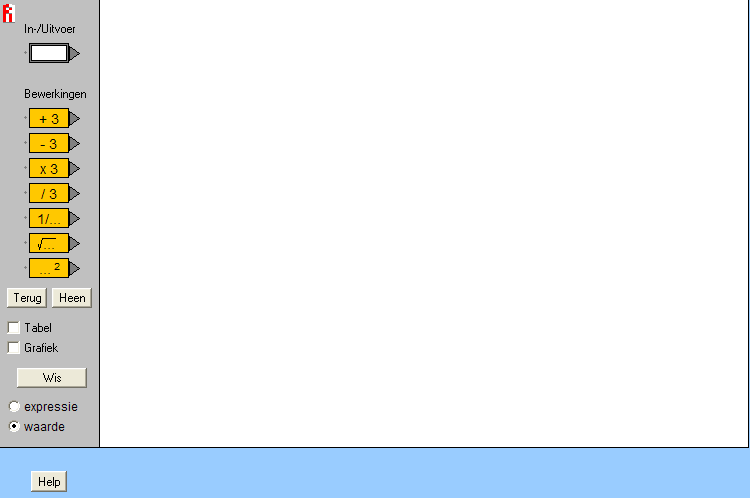 In-/Uitvoer
Bewerkingen
+ 3
- 3
x 3
/ 3
1/...
√...
... ²
Terug Heen
Tabel
Grafiek
Wis
expressie
waarde
Help